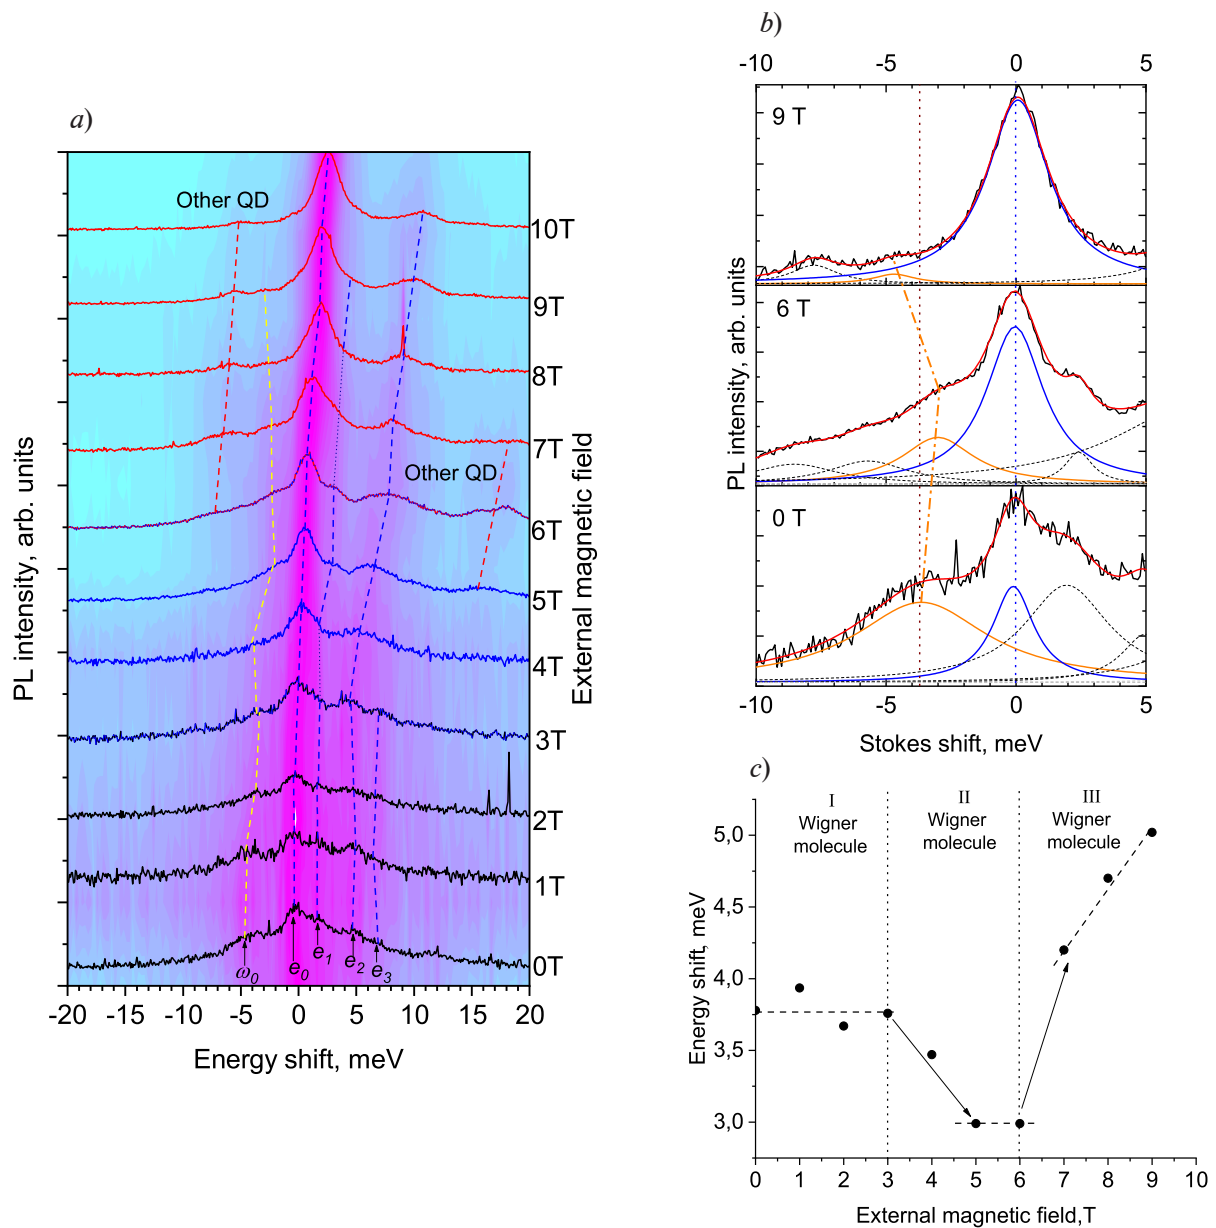 a)
Other QD
10T
9T
8T
7T
Other QD
6T
5T
4T
3T
2T
1T
0T
ω0 e0 e1 e2 e3
-20 -15 -10 -5 0 5 10 15 20
Energy shift, meV
PL intensity, arb. units
External magnetic field
b)
-10 -5 0 5
9 T
6 T
0 T
PL intensity, arb. units
-10 -5 0 5
Stokes shift, meV
c)
I
Wigner
molecule
II
Wigner
molecule
III
Wigner
molecule
5,0
4,5
4,0
3,5
3,0
Energy shift, meV
0 1 2 3 4 5 6 7 8 9 10
External magnetic field,T